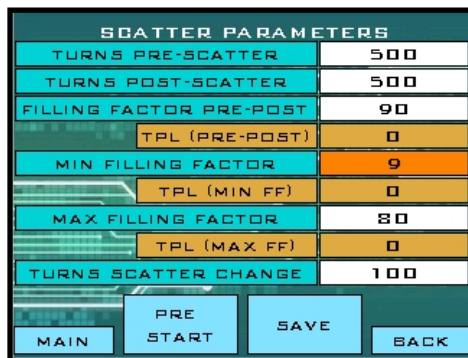 SCATTER PARAMETERS
TURNS PRE-SCATTER 500
TURNS POST-SCATTER 500
FILLING FACTOR PRE-POST 90
TPL (PRE-POST) 0
MIN FILLING FACTOR 9
TPL (MIN FF) 0
MAX FILLING FACTOR 80
TPL (MAX FF) 0
TURNS SCATTER CHANGE 100
MAIN
PRE
START
SAVE
BACK